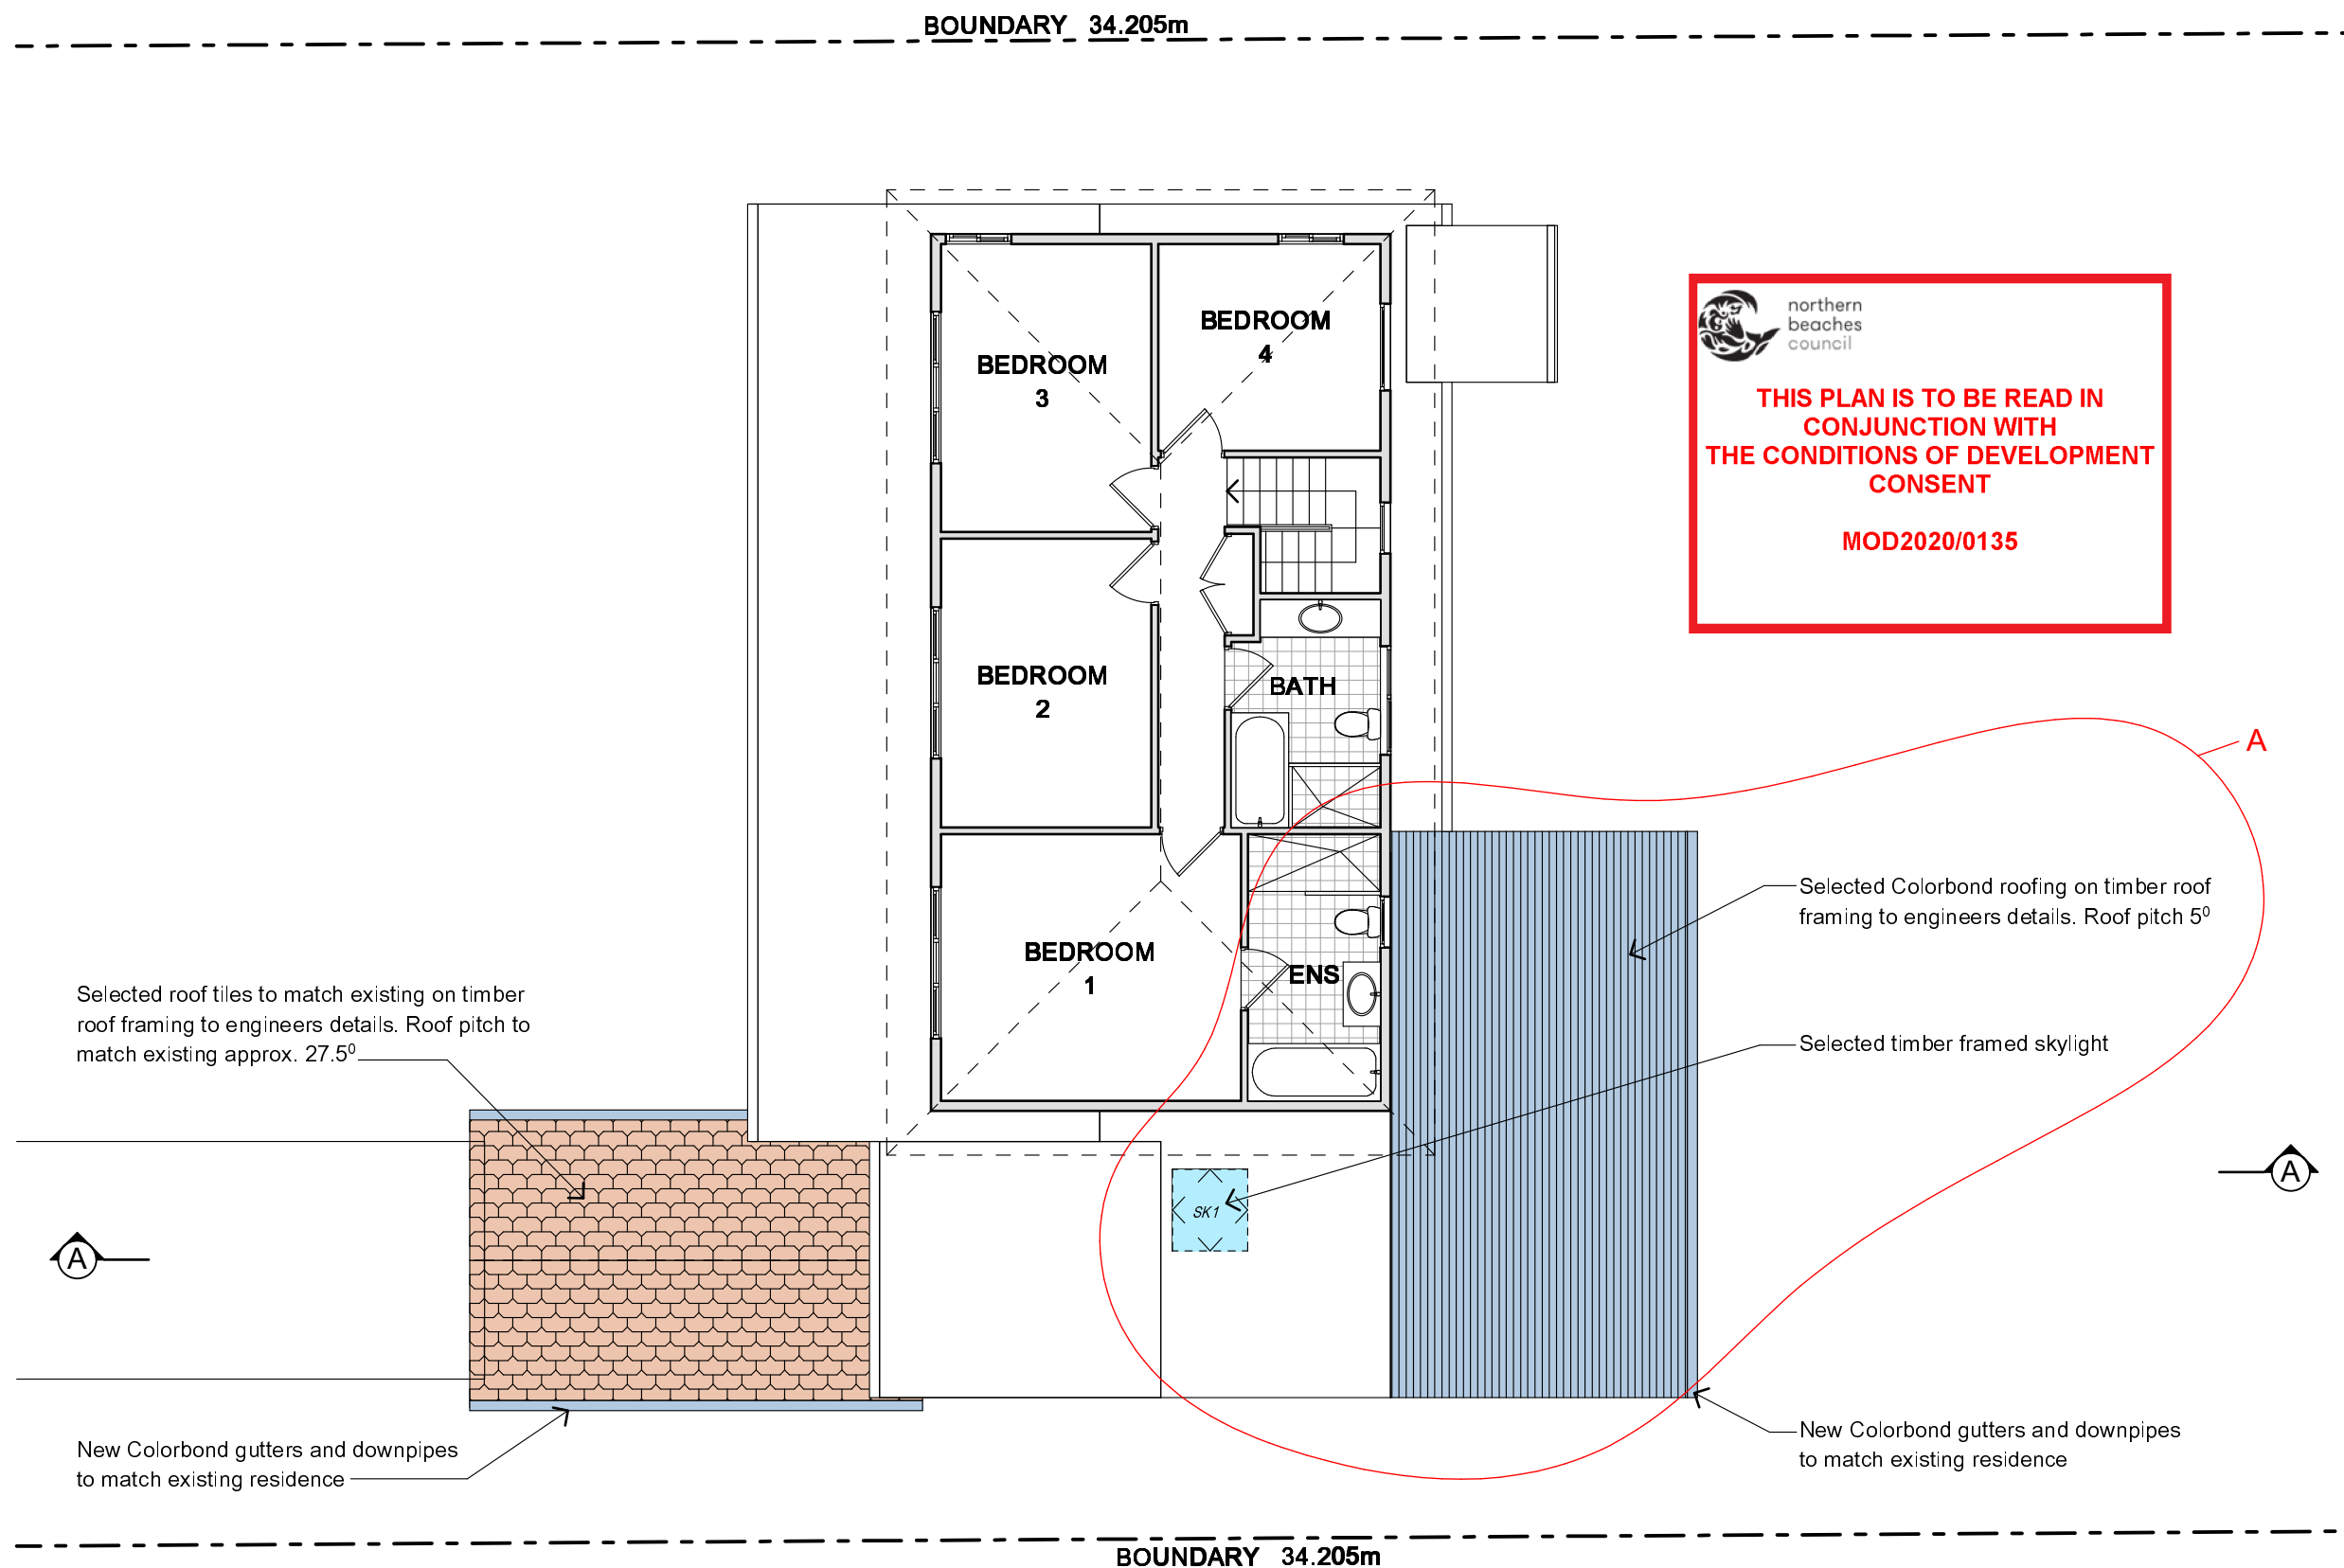 BOUNDARY   34.205m
BEDROOM
3
BEDROOM
4
northern
beaches
council
THIS PLAN IS TO BE READ IN
CONJUNCTION WITH
THE CONDITIONS OF DEVELOPMENT
CONSENT
MOD2020/0135
BEDROOM
2
BATH
A
BEDROOM
1
ENS
Selected Colorbond roofing on timber roof
framing to engineers details. Roof pitch 5⁰
Selected roof tiles to match existing on timber
roof framing to engineers details. Roof pitch to
match existing approx. 27.5⁰
Selected timber framed skylight
SK1
A
A
New Colorbond gutters and downpipes
to match existing residence
New Colorbond gutters and downpipes
to match existing residence
BOUNDARY   34.205m